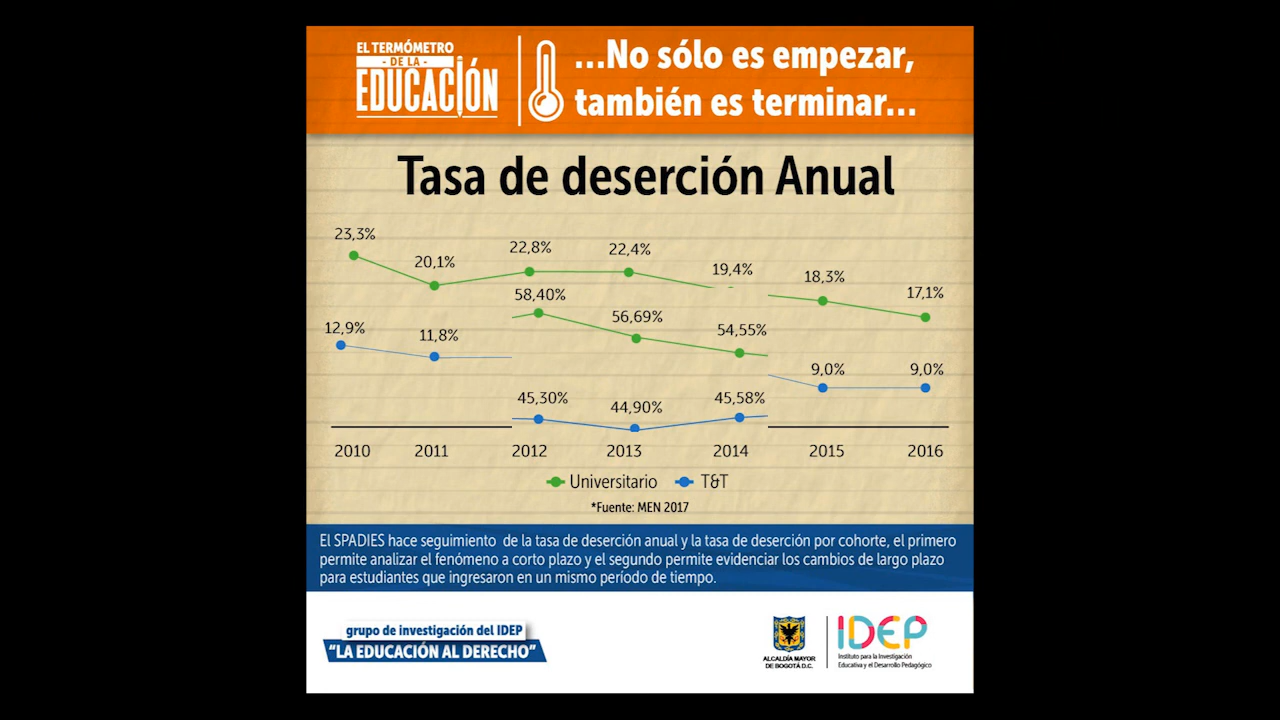 EL TERMÓMETRO
- DE LA -
EDUCACIÓN
...No sólo es empezar,
también es terminar...
Tasa de deserción Anual
23,3%
20,1%
22,8%
22,4%
19,4%
18,3%
17,1%
58,40%
56,69%
54,55%
12,9%
11,8%
9,0%
9,0%
45,30%
44,90%
45,58%
2010 2011 2012 2013 2014 2015 2016
Universitario T&T
*Fuente: MEN 2017
El SPADIES hace seguimiento de la tasa de deserción anual y la tasa de deserción por cohorte, el primero
permite analizar el fenómeno a corto plazo y el segundo permite evidenciar los cambios de largo plazo
para estudiantes que ingresaron en un mismo período de tiempo.
grupo de investigación del IDEP
“LA EDUCACIÓN AL DERECHO”
ALCALDÍA MAYOR
DE BOGOTÁ D.C.
IDEP
Instituto para la Investigación
Educativa y el Desarrollo Pedagógico